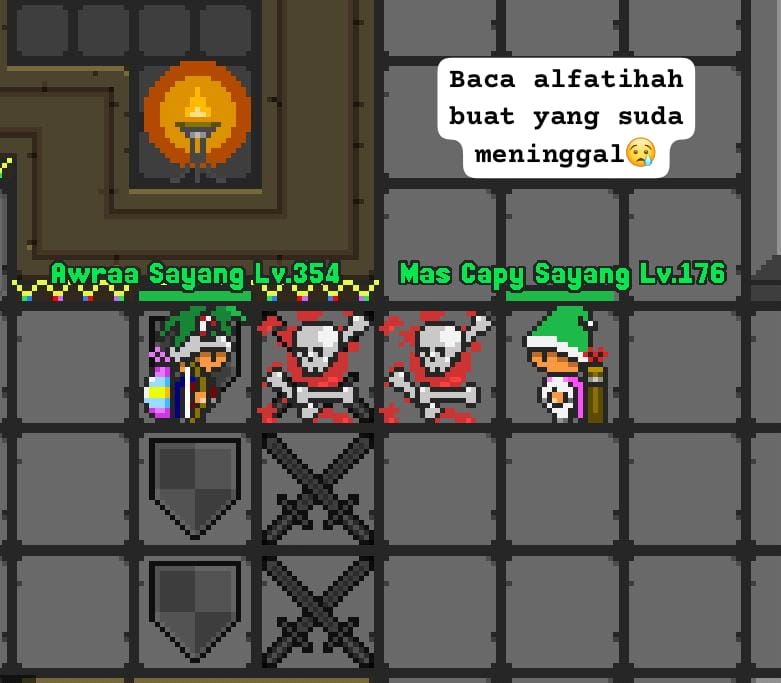 Baca alfatihah
buat yang suda
meninggal😢
Awraa Sayang Lv.354
Mas Capy Sayang Lv.176